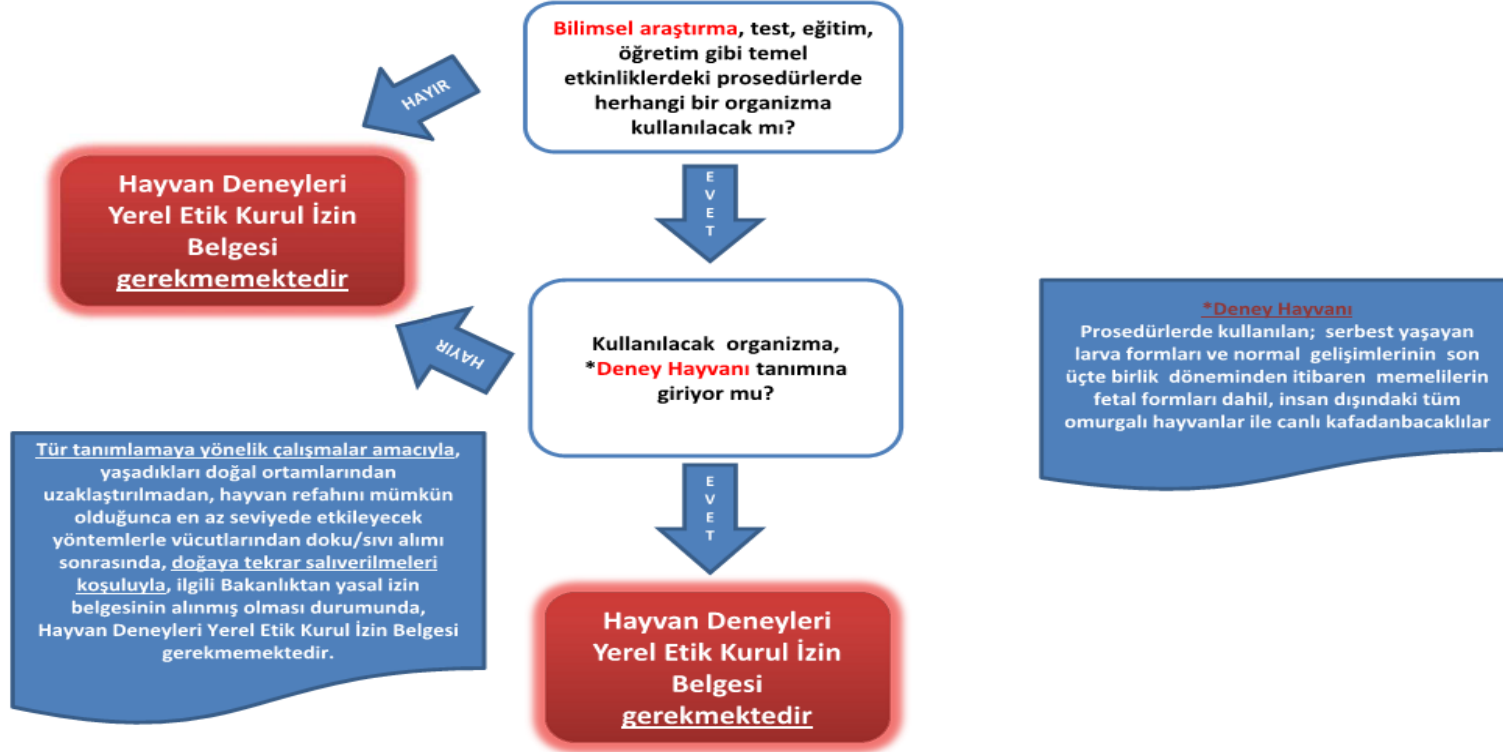 Bilimsel araştırma, test, eğitim,
öğretim gibi temel
etkinliklerdeki prosedürlerde
herhangi bir organizma
kullanılacak mı?
HAYIR
Hayvan Deneyleri
Yerel Etik Kurul İzin
Belgesi
gerekmemektedir
E
V
E
T
Kullanılacak organizma,
*Deney Hayvanı tanımına
giriyor mu?
HAYIR
*Deney Hayvanı
Prosedürlerde kullanılan; serbest yaşayan
larva formları ve normal gelişimlerinin son
üçte birlik döneminden itibaren memelilerin
fetal formları dahil, insan dışındaki tüm
omurgalı hayvanlar ile canlı kafadanbacaklılar
Tür tanımlamaya yönelik çalışmalar amacıyla,
yaşadıkları doğal ortamlarından
uzaklaştırılmadan, hayvan refahını mümkün
olduğunca en az seviyede etkileyecek
yöntemlerle vücutlarından doku/sıvı alımı
sonrasında, doğaya tekrar salıverilmeleri
koşuluyla, ilgili Bakanlıktan yasal izin
belgesinin alınmış olması durumunda,
Hayvan Deneyleri Yerel Etik Kurul İzin Belgesi
gerekmemektedir.
E
V
E
T
Hayvan Deneyleri
Yerel Etik Kurul İzin
Belgesi
gerekmektedir